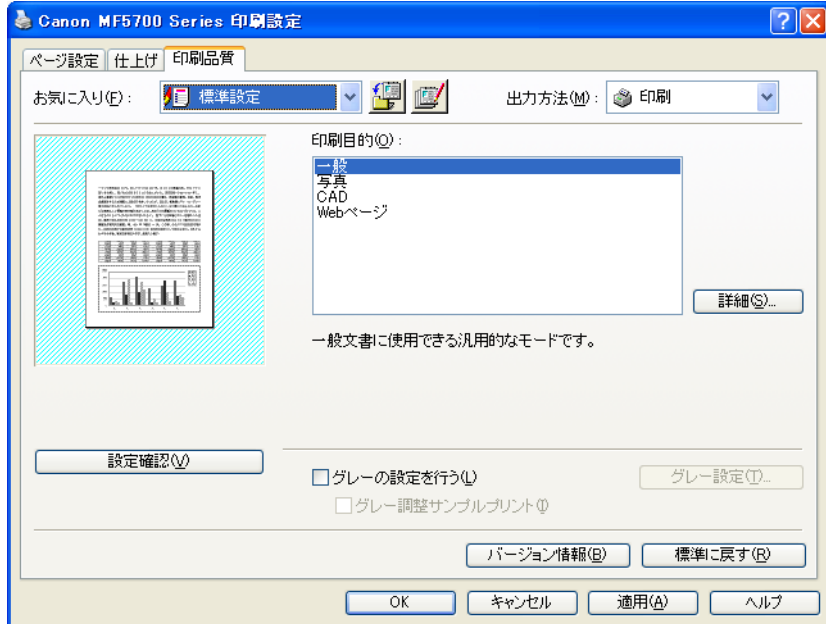 Canon MF5700 Series 印刷設定
ページ設定 仕上げ 印刷品質
お気に入り(F): 標準設定 出力方法(M): 印刷
印刷目的(O):
一般
写真
CAD
Webページ
詳細(S)...
一般文書に使用できる汎用的なモードです。
設定確認(V)
グレーの設定を行う(L) グレー設定(T)...
グレー調整サンプルプリント(I)
バージョン情報(B) 標準に戻す(R)
OK キャンセル 適用(A) ヘルプ